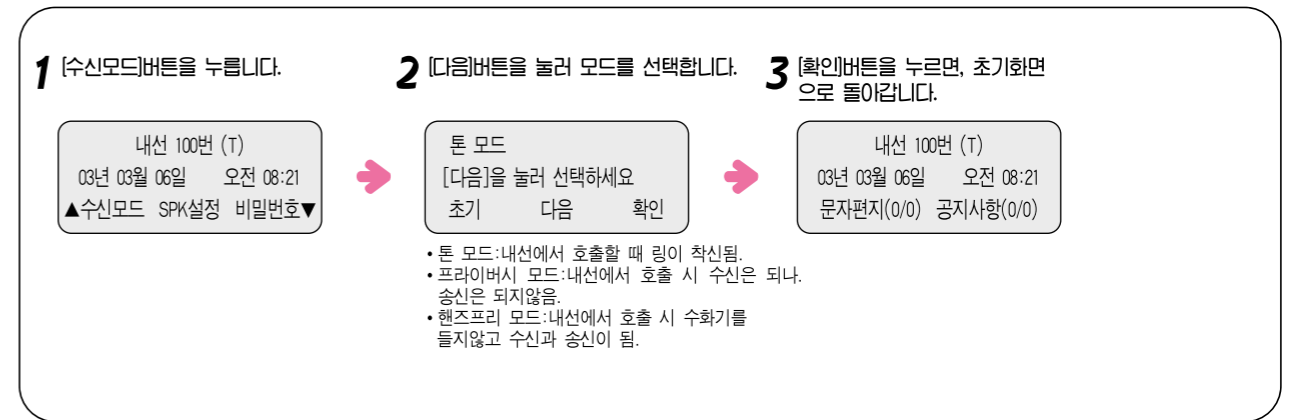 1 [수신모드]버튼을 누릅니다.
내선 100번 (T)
03년 03월 06일 오전 08:21
▲수신모드 SPK설정 비밀번호▼
2 [다음]버튼을 눌러 모드를 선택합니다.
톤 모드
[다음]을 눌러 선택하세요
초기 다음 확인
• 톤 모드:내선에서 호출할 때 링이 착신됨.
• 프라이버시 모드:내선에서 호출 시 수신은 되나.
송신은 되지않음.
• 핸즈프리 모드:내선에서 호출 시 수화기를
들지않고 수신과 송신이 됨.
3 [확인]버튼을 누르면, 초기화면
으로 돌아갑니다.
내선 100번 (T)
03년 03월 06일 오전 08:21
문자편지(0/0) 공지사항(0/0)